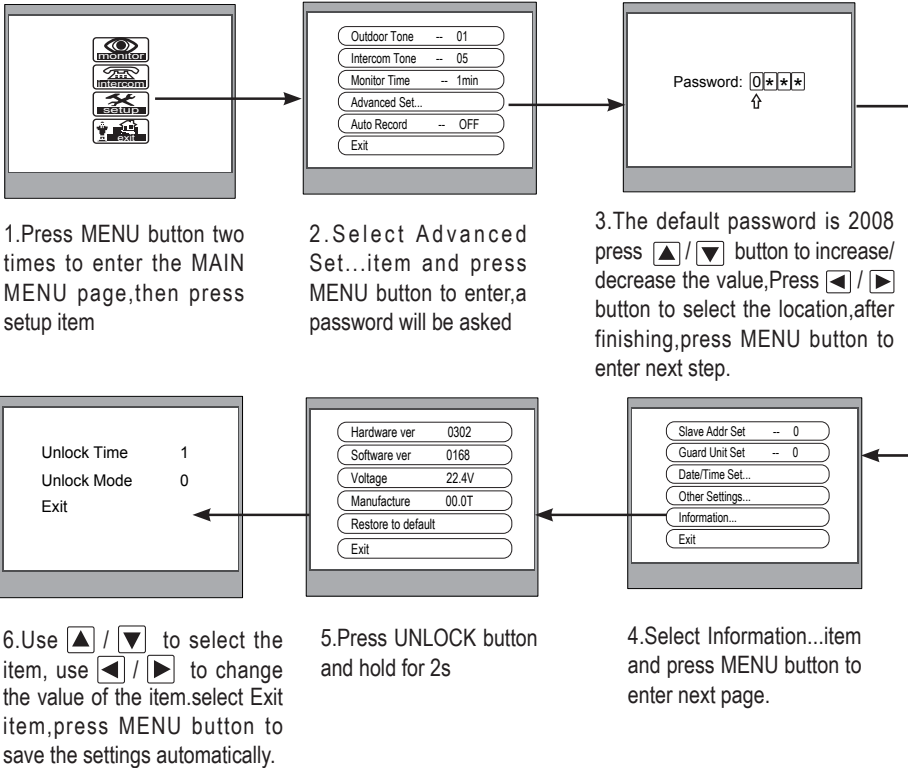 monitor
intercom
setup
exit
Outdoor Tone -- 01
Intercom Tone -- 05
Monitor Time -- 1min
Advanced Set...
Auto Record -- OFF
Exit
Password: 0***
1.Press MENU button two
times to enter the MAIN
MENU page,then press
setup item
2.Select Advanced
Set...item and press
MENU button to enter,a
password will be asked
3.The default password is 2008
press ▲ / ▼ button to increase/
decrease the value,Press ◀ / ▶
button to select the location,after
finishing,press MENU button to
enter next step.
Slave Addr Set -- 0
Guard Unit Set -- 0
Date/Time Set...
Other Settings...
Information...
Exit
4.Select Information...item
and press MENU button to
enter next page.
Hardware ver 0302
Software ver 0168
Voltage 22.4V
Manufacture 00.0T
Restore to default
Exit
5.Press UNLOCK button
and hold for 2s
Unlock Time 1
Unlock Mode 0
Exit
6.Use ▲ / ▼ to select the
item, use ◀ / ▶ to change
the value of the item.select Exit
item,press MENU button to
save the settings automatically.